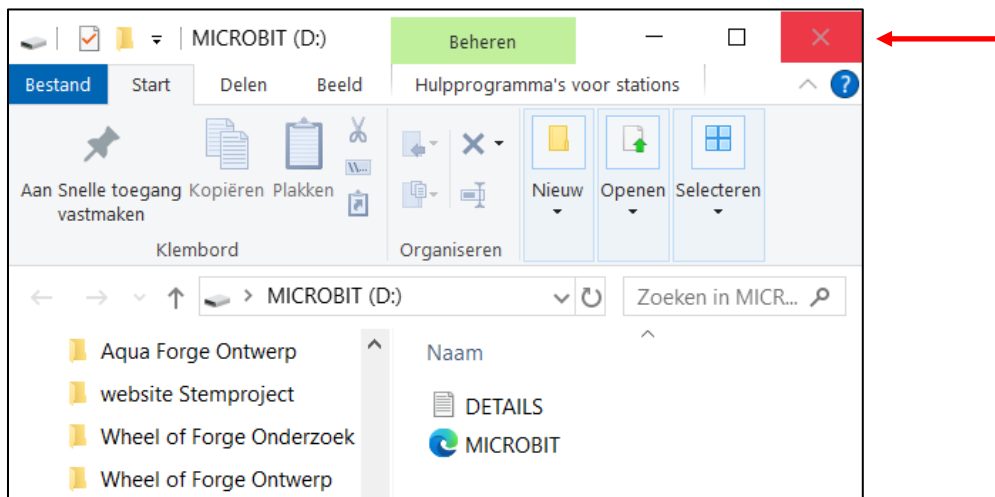 MICROBIT (D:)
Beheren
Bestand Start Delen Beeld Hulpprogramma's voor stations
Aan Snelle toegang
vastmaken
Kopiëren Plakken
Nieuw Openen Selecteren
Klembord Organiseren
MICROBIT (D:)
Zoeken in MICR...
Aqua Forge Ontwerp
website Stemproject
Wheel of Forge Onderzoek
Wheel of Forge Ontwerp
Naam
DETAILS
MICROBIT